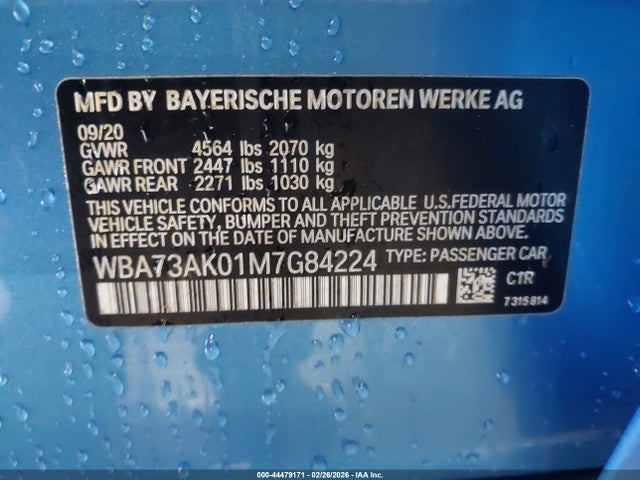 MFD BY BAYERISCHE MOTOREN WERKE AG
09/20
GVWR 4564 lbs 2070 kg
GAWR FRONT 2447 lbs 1110 kg
GAWR REAR 2271 lbs 1030 kg
THIS VEHICLE CONFORMS TO ALL APPLICABLE U.S.FEDERAL MOTOR
VEHICLE SAFETY, BUMPER AND THEFT PREVENTION STANDARDS
IN EFFECT ON THE DATE OF MANUFACTURE SHOWN ABOVE.
WBA73AK01M7G84224 TYPE: PASSENGER CAR
CTR
7315814
000-44479171 - 02/26/2026 - IAA Inc.